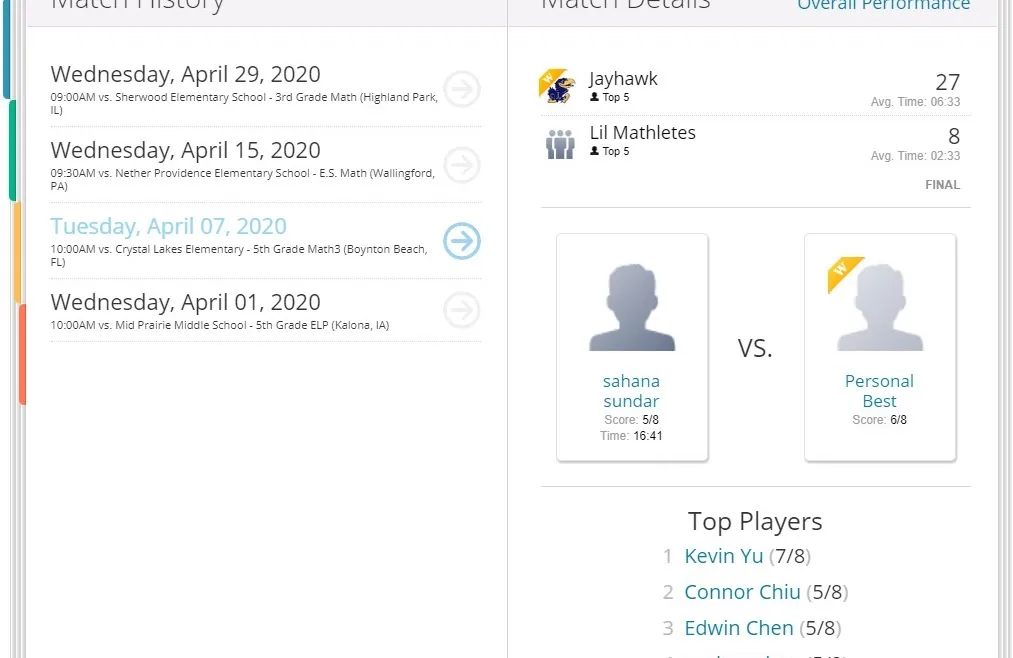 Match History
Wednesday, April 29, 2020
09:00AM vs. Sherwood Elementary School - 3rd Grade Math (Highland Park,
IL)
Wednesday, April 15, 2020
09:30AM vs. Nether Providence Elementary School - E.S. Math (Wallingford,
PA)
Tuesday, April 07, 2020
10:00AM vs. Crystal Lakes Elementary - 5th Grade Math3 (Boynton Beach,
FL)
Wednesday, April 01, 2020
10:00AM vs. Mid Prairie Middle School - 5th Grade ELP (Kalona, IA)
Match Details
Overall Performance
W
Jayhawk
27
Top 5
Avg. Time: 06:33
Lil Mathletes
8
Top 5
Avg. Time: 02:33
FINAL
sahana
sundar
Score: 5/8
Time: 16:41
VS.
W
Personal
Best
Score: 6/8
Top Players
1 Kevin Yu (7/8)
2 Connor Chiu (5/8)
3 Edwin Chen (5/8)